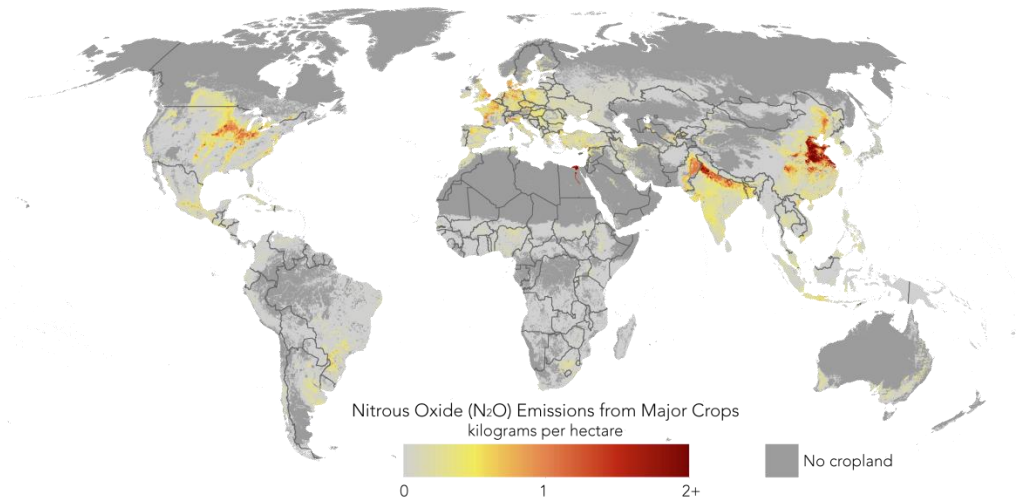 Nitrous Oxide (N₂O) Emissions from Major Crops
kilograms per hectare
0 1 2+
No cropland